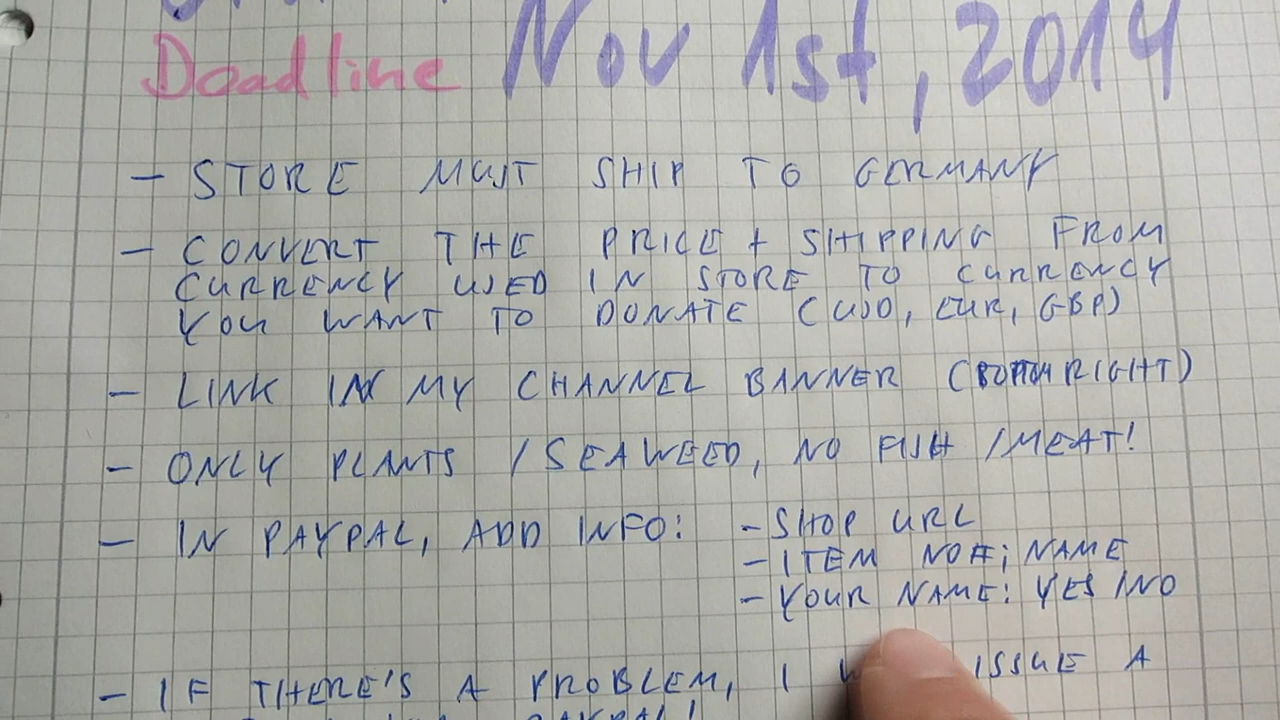 Deadline Nov 1st, 2014
- STORE MUST SHIP TO GERMANY
- CONVERT THE PRICE + SHIPPING FROM
CURRENCY USED IN STORE TO CURRENCY
YOU WANT TO DONATE (USD, EUR, GBP)
- LINK IN MY CHANNEL BANNER (BOTTOM RIGHT)
- ONLY PLANTS / SEAWEED, NO FISH / MEAT!
- IN PAYPAL, ADD INFO: - SHOP URL
- ITEM NO#; NAME
- YOUR NAME: YES/NO
- IF THERE'S A PROBLEM, I ISSUE A
PAYPAL!